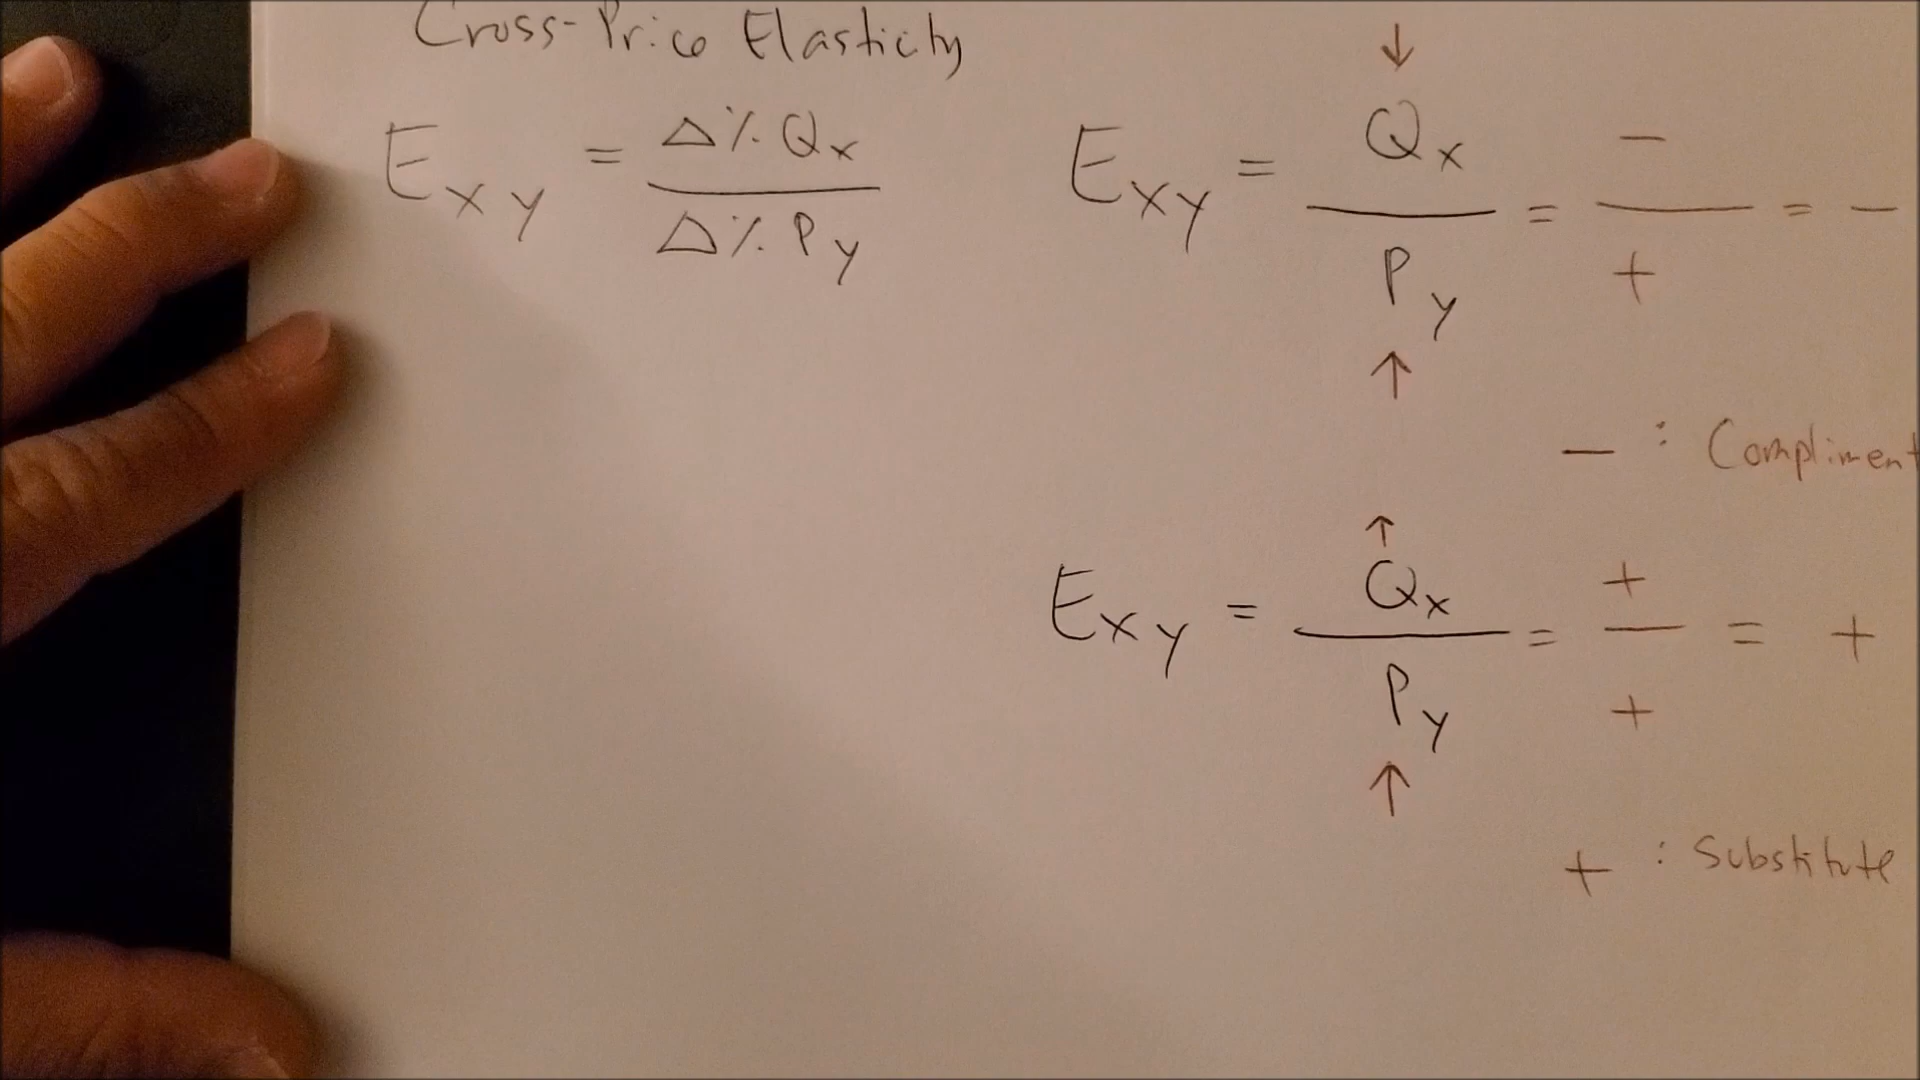 Cross-Price Elasticity
Exy = Δ% Qx / Δ% Py
↓
Exy = Qx / Py = - / + = -
↑
- : Compliment
↑
Exy = Qx / Py = + / + = +
↑
+ : Substitute